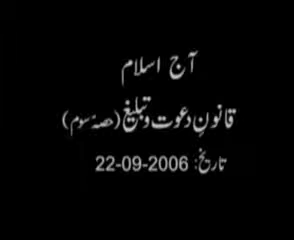 آج اسلام
قانونِ دعوت و تبلیغ (حصہ سوم)
تاریخ: 22-09-2006